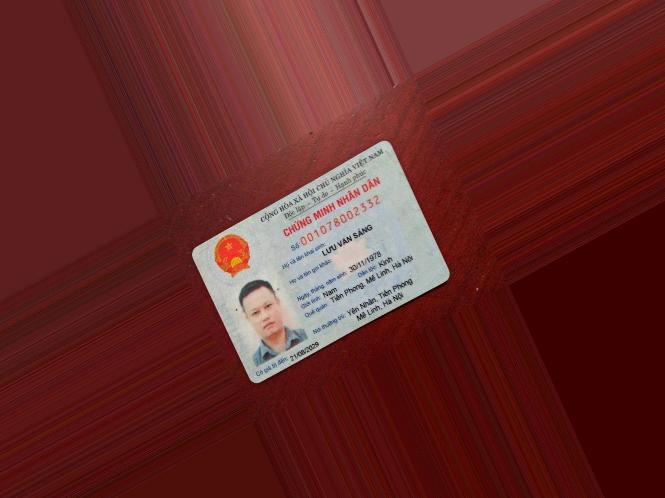 CỘNG HÒA XÃ HỘI CHỦ NGHĨA VIỆT NAM
Độc lập - Tự do - Hạnh phúc
CHỨNG MINH NHÂN DÂN
Số: 001078002332
Họ và tên khai sinh:
LƯU VĂN SÁNG
Họ và tên gọi khác:
Ngày, tháng, năm sinh: 30/11/1978
Giới tính: Nam Dân tộc: Kinh
Quê quán: Tiền Phong, Mê Linh, Hà Nội
Nơi thường trú: Yên Nhân, Tiền Phong
Mê Linh, Hà Nội
Có giá trị đến: 21/08/2029